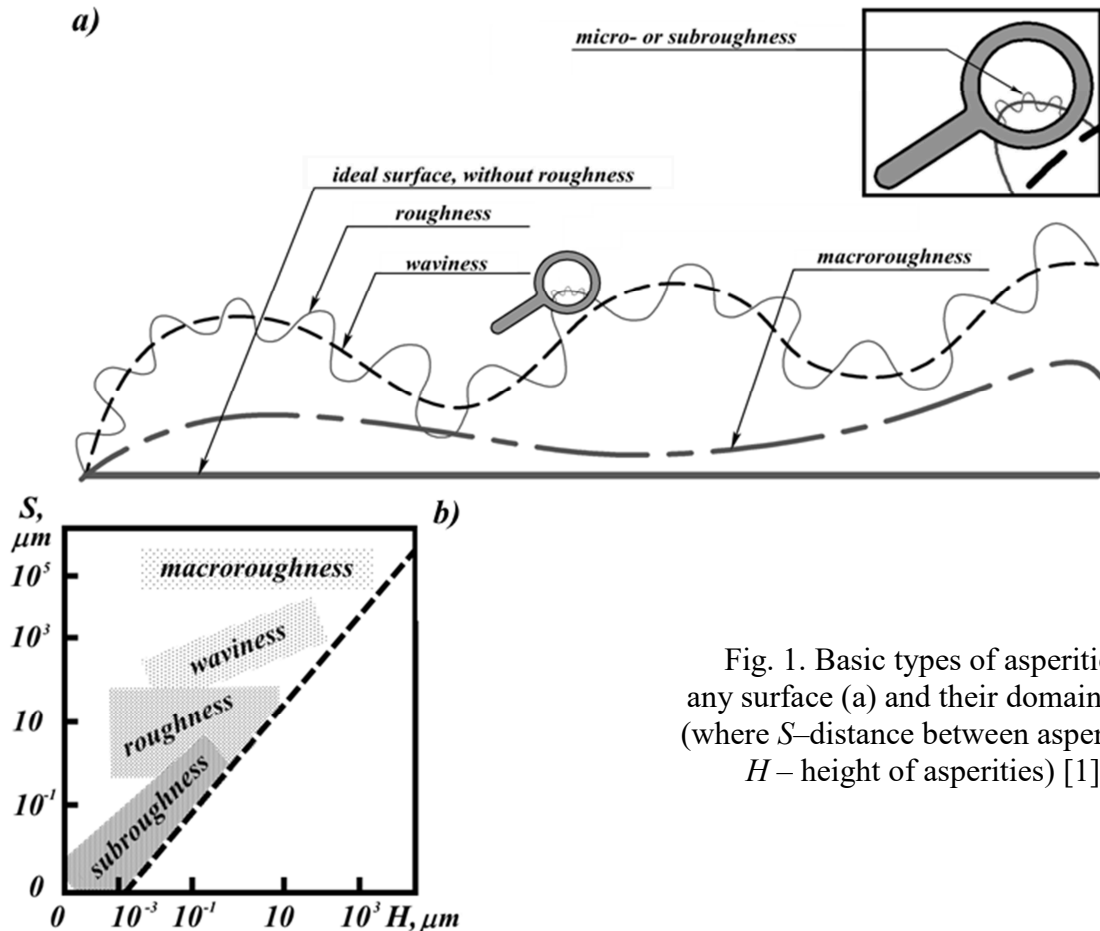 a)
micro- or subroughness
ideal surface, without roughness
roughness
waviness
macroroughness
S,
μm
b)
10⁵
macroroughness
10³
waviness
10
roughness
10⁻¹
subroughness
0
0 10⁻³ 10⁻¹ 10 10³ H, μm
Fig. 1. Basic types of asperitie
any surface (a) and their domain
(where S–distance between asper
H – height of asperities) [1]